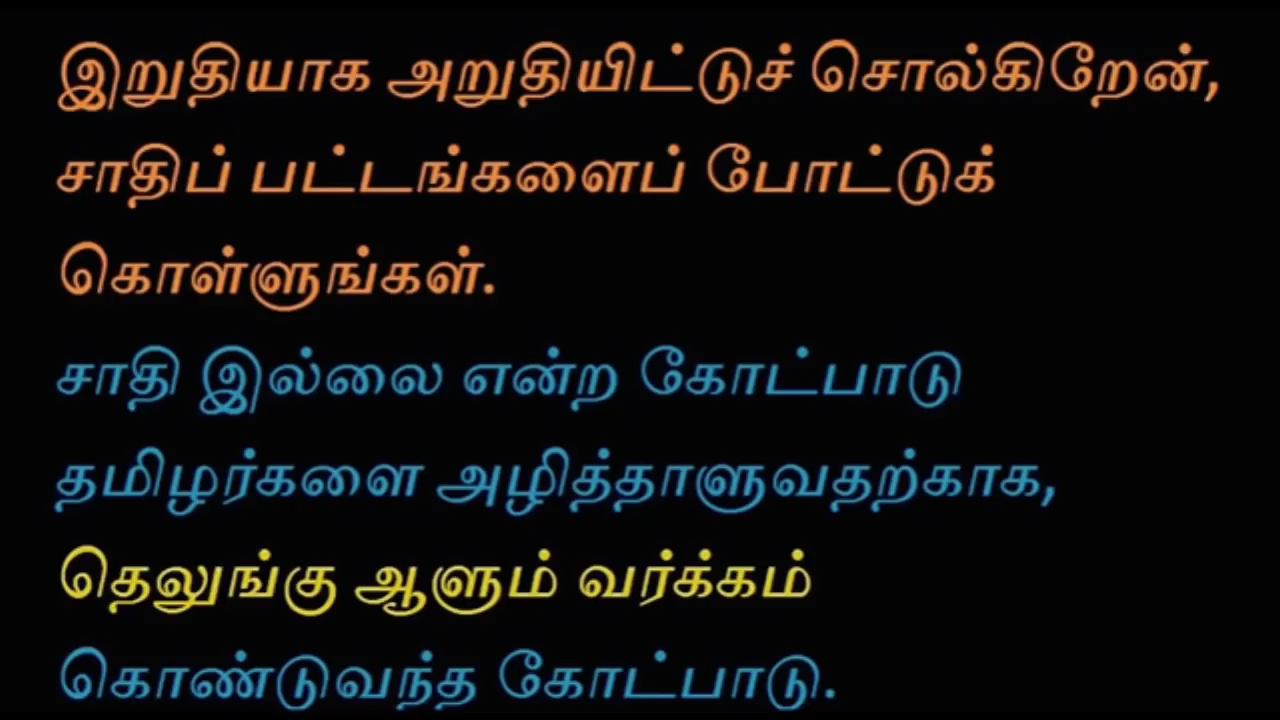 இறுதியாக அறுதியிட்டுச் சொல்கிறேன்,
சாதிப் பட்டங்களைப் போட்டுக்
கொள்ளுங்கள்.
சாதி இல்லை என்ற கோட்பாடு
தமிழர்களை அழித்தாளுவதற்காக,
தெலுங்கு ஆளும் வர்க்கம்
கொண்டுவந்த கோட்பாடு.